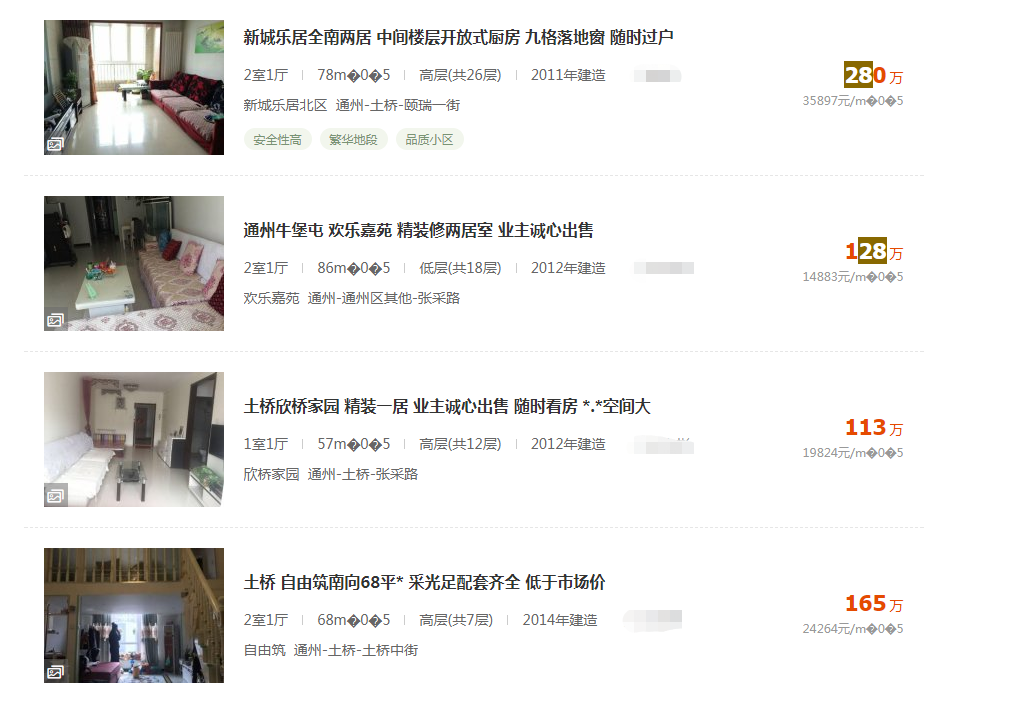 新城乐居全南两居 中间楼层开放式厨房 九格落地窗 随时过户
2室1厅 78m�0�5 高层(共26层) 2011年建造
280万
新城乐居北区 通州-土桥-颐瑞一街
35897元/m�0�5
安全性高 繁华地段 品质小区
通州牛堡屯 欢乐嘉苑 精装修两居室 业主诚心出售
128万
2室1厅 86m�0�5 低层(共18层) 2012年建造
14883元/m�0�5
欢乐嘉苑 通州-通州区其他-张采路
土桥欣桥家园 精装一居 业主诚心出售 随时看房 *.*空间大
113万
1室1厅 57m�0�5 高层(共12层) 2012年建造
19824元/m�0�5
欣桥家园 通州-土桥-张采路
土桥 自由筑南向68平* 采光足配套齐全 低于市场价
165万
2室1厅 68m�0�5 高层(共7层) 2014年建造
24264元/m�0�5
自由筑 通州-土桥-土桥中街